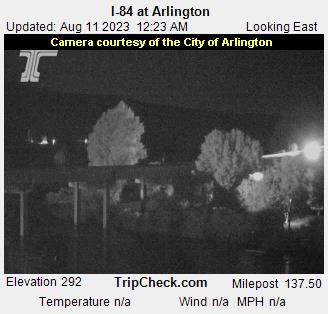 I-84 at Arlington
Updated: Aug 11 2023 12:23 AM Looking East
Camera courtesy of the City of Arlington
Elevation 292 TripCheck.com Milepost 137.50
Temperature n/a Wind n/a MPH n/a